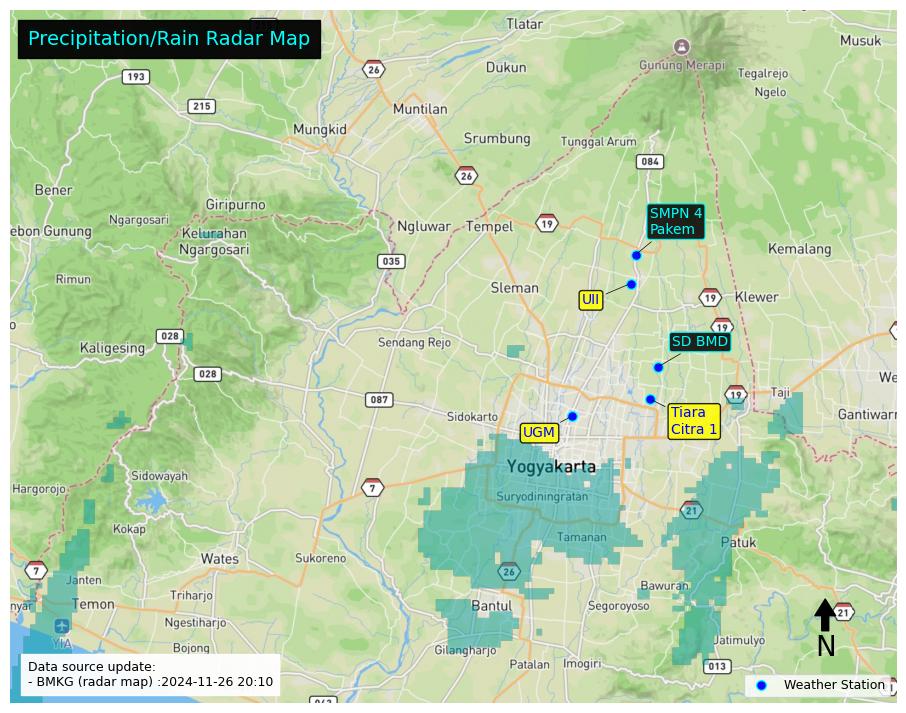 Precipitation/Rain Radar Map
Tlatar
Musuk
26
Gunung Merapi
193
Dukun
Tegalrejo
Ngelo
215
Muntilan
Mungkid
Srumbung
Tunggal Arum
084
26
Bener
Giripurno
SMPN 4
Pakem
Ngargosari
Ngluwar
Tempel
19
ebon Gunung
Kelurahan
Ngargosari
Kemalang
035
Rimun
Sleman
UII
19
Klewer
19
028
Sendang Rejo
SD BMD
Kaligesing
028
We
087
19
Taji
Sidokarto
Tiara
Citra 1
Gantiwarn
UGM
Yogyakarta
Sidowayah
Hargorojo
7
Suryodiningratan
21
Kokap
Tamanan
Patuk
Wates
Sukoreno
7
26
Janten
Bawuran
Triharjo
nyar
Temon
Bantul
Segoroyoso
21
Ngestiharjo
YIA
Jatimulyo
N
Bojong
Gilangharjo
Patalan
Imogiri
013
Data source update:
- BMKG (radar map) :2024-11-26 20:10
Weather Station